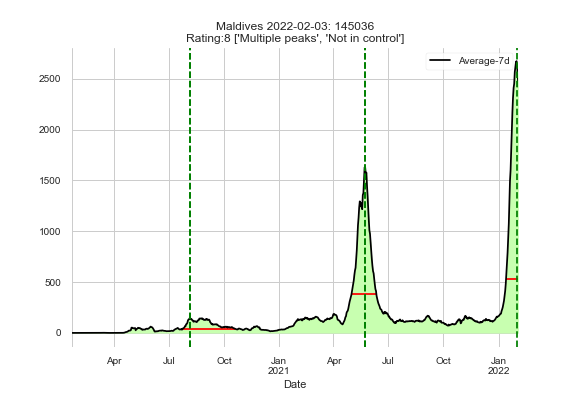 Maldives 2022-02-03: 145036
Rating:8 ['Multiple peaks', 'Not in control']
Average-7d
2500
2000
1500
1000
500
0
Apr Jul Oct Jan Apr Jul Oct Jan
2021 2022
Date